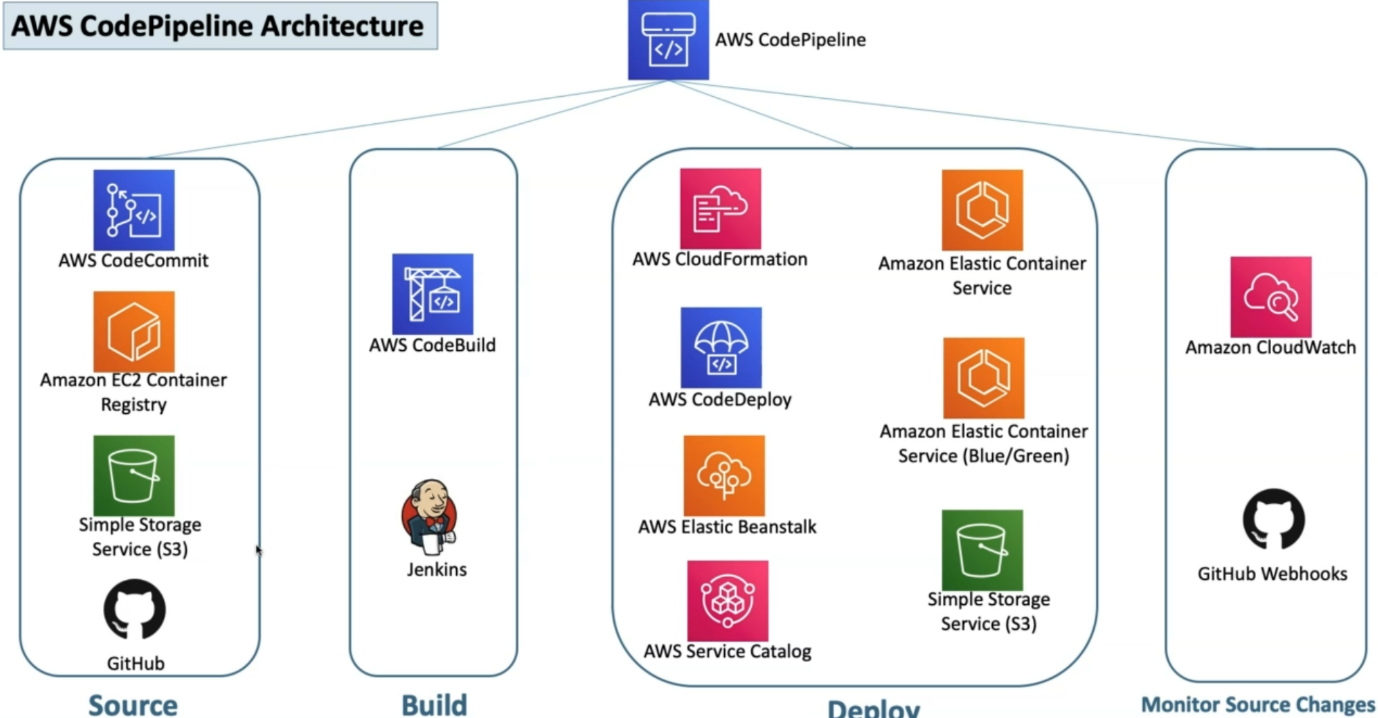 AWS CodePipeline Architecture
AWS CodePipeline
AWS CodeCommit
Amazon EC2 Container
Registry
Simple Storage
Service (S3)
GitHub
Source
AWS CodeBuild
Jenkins
Build
AWS CloudFormation
AWS CodeDeploy
AWS Elastic Beanstalk
AWS Service Catalog
Amazon Elastic Container
Service
Amazon Elastic Container
Service (Blue/Green)
Simple Storage
Service (S3)
Deploy
Amazon CloudWatch
GitHub Webhooks
Monitor Source Changes